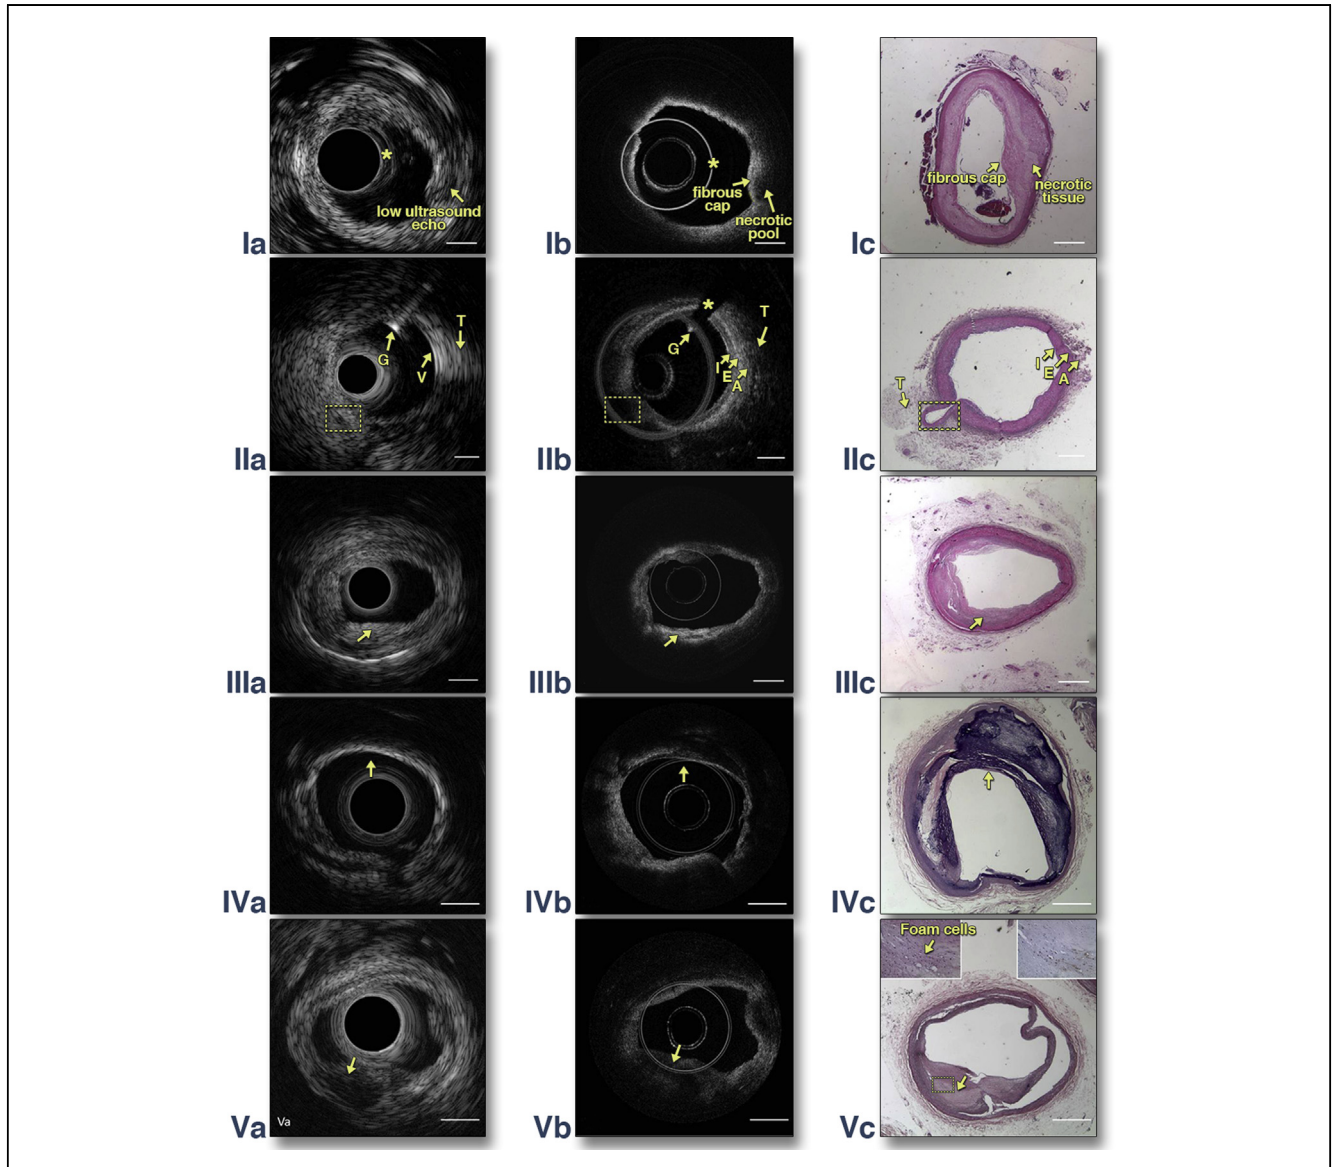 *
low ultrasound
echo
Ia
*
fibrous
cap
necrotic
pool
Ib
fibrous cap
necrotic
tissue
Ic
G
V
T
IIa
*
G
I
E
A
T
IIb
T
I
E
A
IIc
IIIa
IIIb
IIIc
IVa
IVb
IVc
Va
Va
Vb
Foam cells
Vc